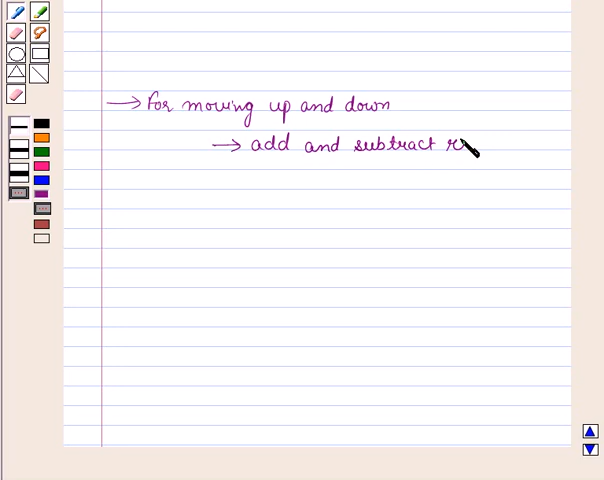 → For moving up and down
→ add and subtract